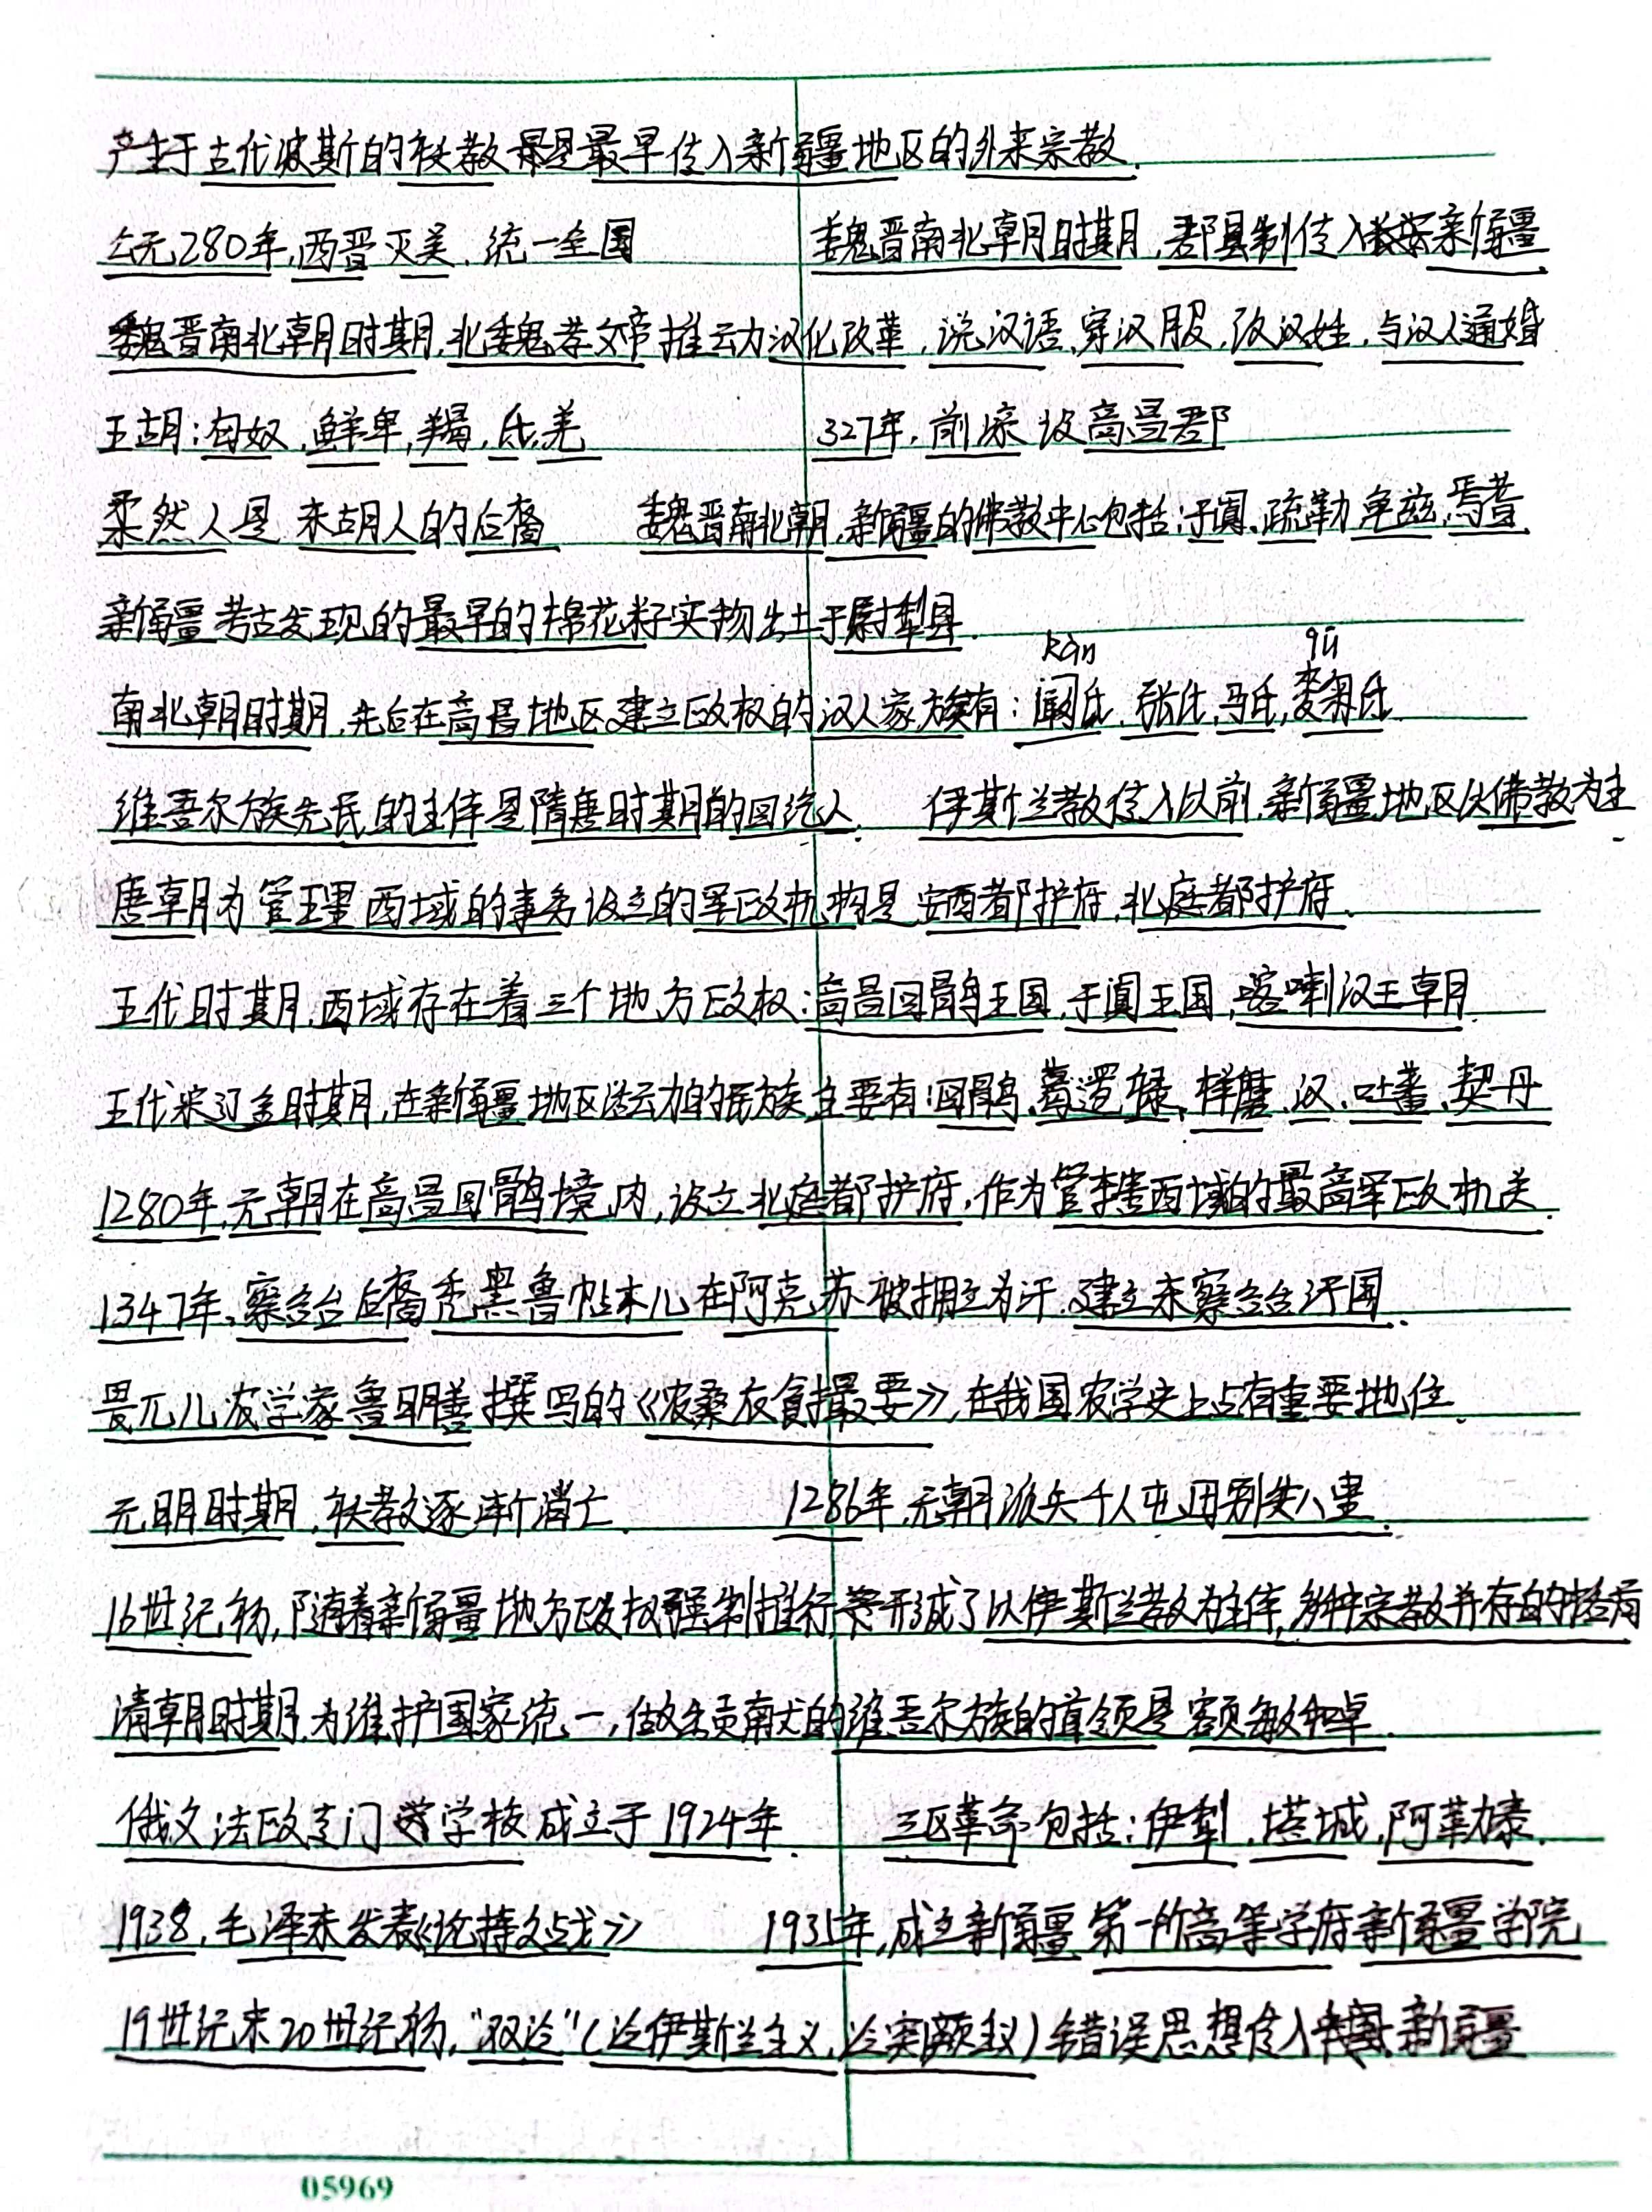 产生于古代波斯的祆教是最早传入新疆地区的外来宗教.
公元280年,西晋灭吴,统一全国 魏晋南北朝时期,郡县制传入新疆.
魏晋南北朝时期,北魏孝文帝推动汉化改革,说汉语,穿汉服,改汉姓,与汉人通婚
五胡:匈奴,鲜卑,羯,氐,羌 327年,前凉设高昌郡
柔然人是东胡人的后裔 魏晋南北朝,新疆的佛教中心包括:于阗、疏勒、龟兹、焉耆.
新疆考古发现的最早的棉花籽实物出土于尉犁县.
kàn qū
南北朝时期,先后在高昌地区建立政权的汉人家族有:阚氏,张氏,马氏,麴氏.
维吾尔族先民的主体是隋唐时期的回纥人. 伊斯兰教传入以前,新疆地区以佛教为主.
唐朝为管理西域的事务设立的军政机构是,安西都护府,北庭都护府.
五代时期,西域存在着三个地方政权:高昌回鹘王国,于阗王国,喀喇汗王朝.
五代宋辽金时期,在新疆地区活动的民族主要有:回鹘、葛逻禄、样磨、汉、吐蕃、契丹
1280年,元朝在高昌回鹘境内,设立北庭都护府,作为管辖西域的最高军政机关.
1347年,察合台后裔秃黑鲁帖木儿在阿克苏被拥立为汗,建立东察合台汗国.
畏兀儿农学家鲁明善撰写的《农桑衣食撮要》,在我国农学史上占有重要地位.
元明时期,祆教逐渐消亡. 1286年,元朝派兵千人屯田别失八里.
16世纪初,随着新疆地方政权强制推行等形成了以伊斯兰教为主体,多种宗教并存的格局
清朝时期,为维护国家统一,做出贡献的维吾尔族的首领是额敏和卓.
俄文法政专门学校成立于1924年. 三区革命包括:伊犁,塔城,阿勒泰.
1938,毛泽东发表《论持久战》 1935年,成立新疆第一所高等学府新疆学院
19世纪末20世纪初,"双泛"(泛伊斯兰主义,泛突厥主义)错误思想传入新疆
05969